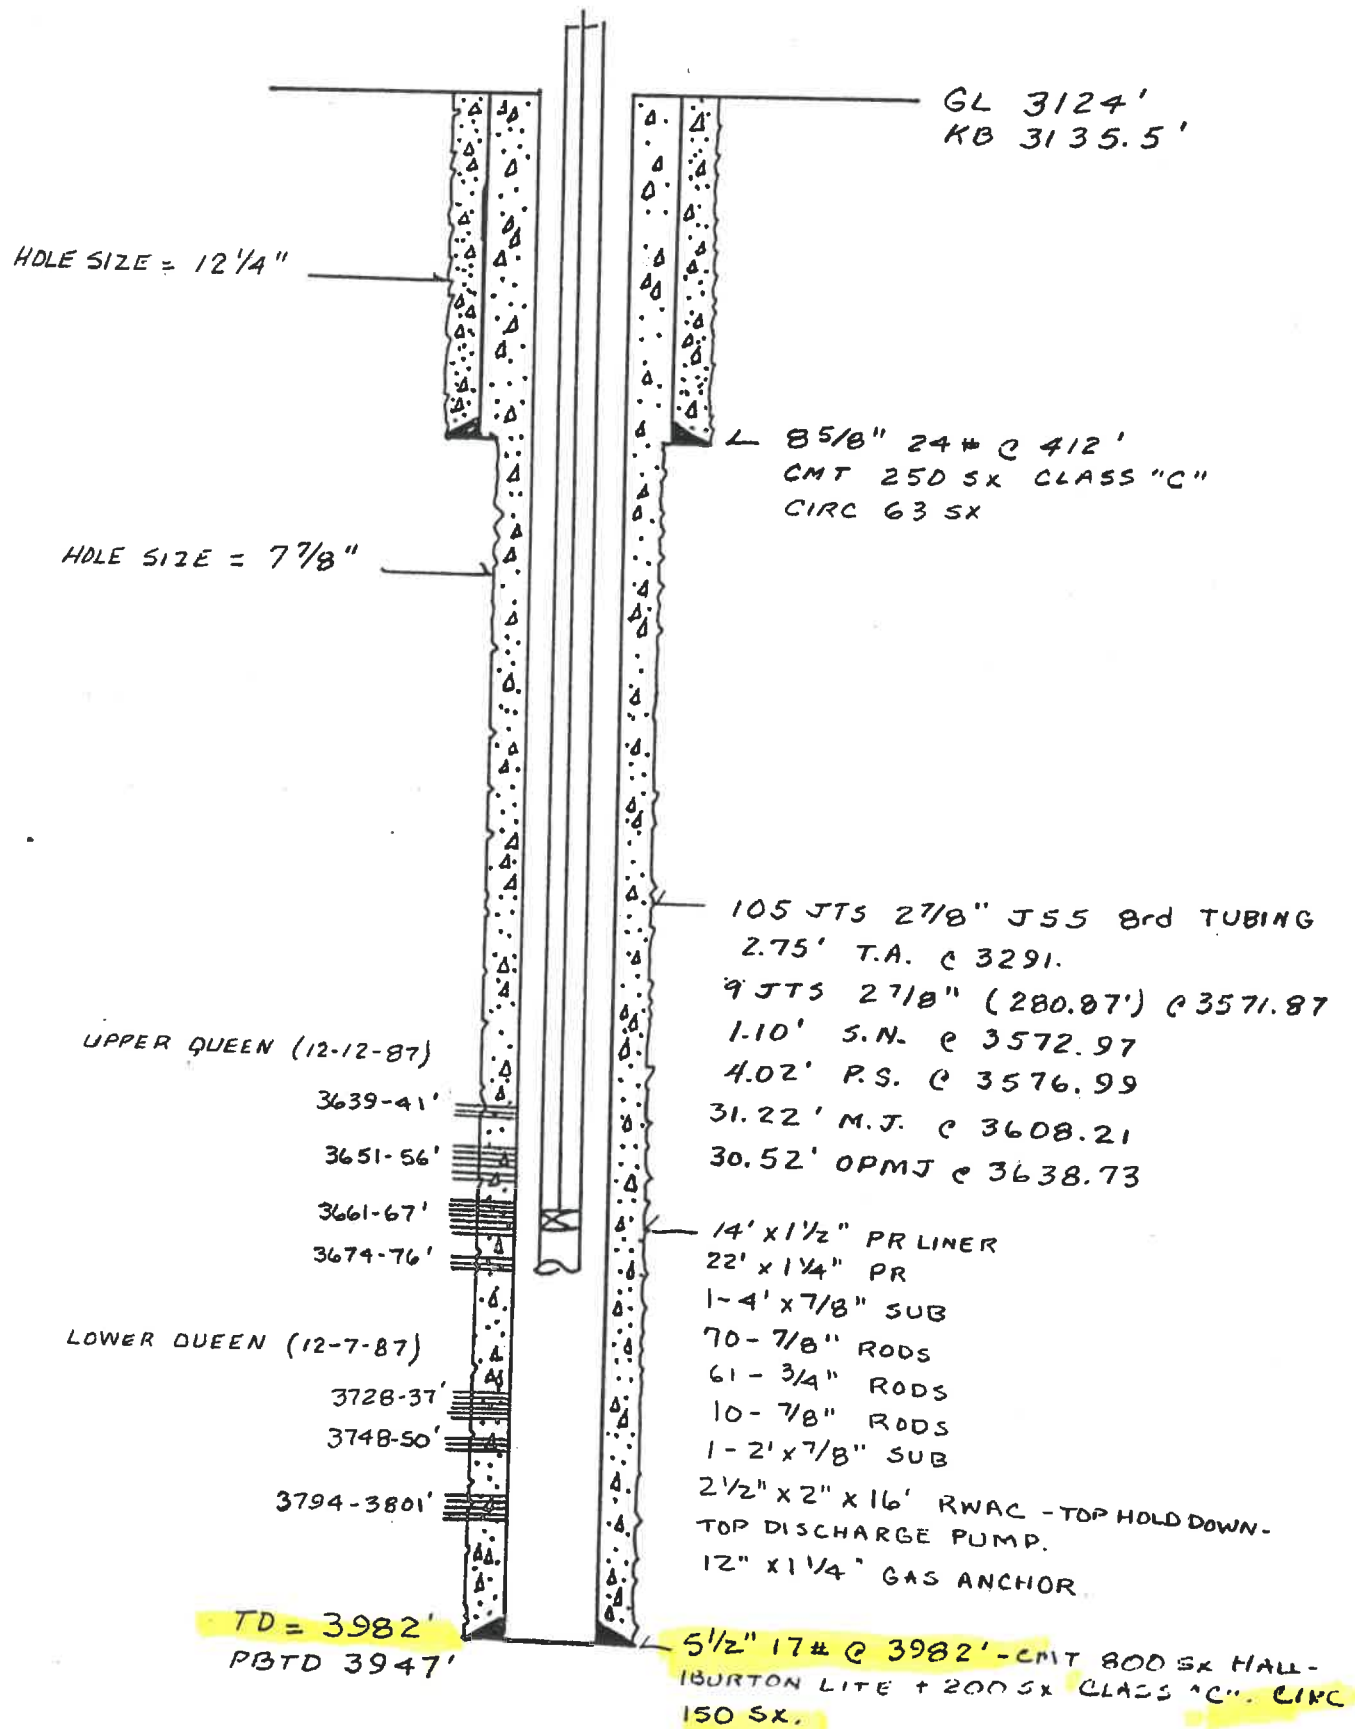 GL 3124'
KB 3135.5'
HOLE SIZE = 12 1/4"
8 5/8" 24# @ 412'
CMT 250 SX CLASS "C"
CIRC 63 SX
HOLE SIZE = 7 7/8"
105 JTS 2 7/8" J55 8rd TUBING
2.75' T.A. @ 3291.
9 JTS 2 7/8" (280.87') @ 3571.87
1.10' S.N. @ 3572.97
4.02' P.S. @ 3576.99
31.22' M.J. @ 3608.21
30.52' OPMJ @ 3638.73
UPPER QUEEN (12-12-87)
3639-41'
3651-56'
3661-67'
3674-76'
14' x 1 1/2" PR LINER
22' x 1 1/4" PR
1-4' x 7/8" SUB
70 - 7/8" RODS
61 - 3/4" RODS
10 - 7/8" RODS
1 - 2' x 7/8" SUB
2 1/2" x 2" x 16' RWAC - TOP HOLD DOWN -
TOP DISCHARGE PUMP.
12" x 1 1/4" GAS ANCHOR
LOWER QUEEN (12-7-87)
3728-37'
3748-50'
3794-3801'
TD = 3982'
PBTD 3947'
5 1/2" 17# @ 3982' - CMT 800 SX HALL-
IBURTON LITE + 200 SX CLASS "C". CIRC
150 SX.